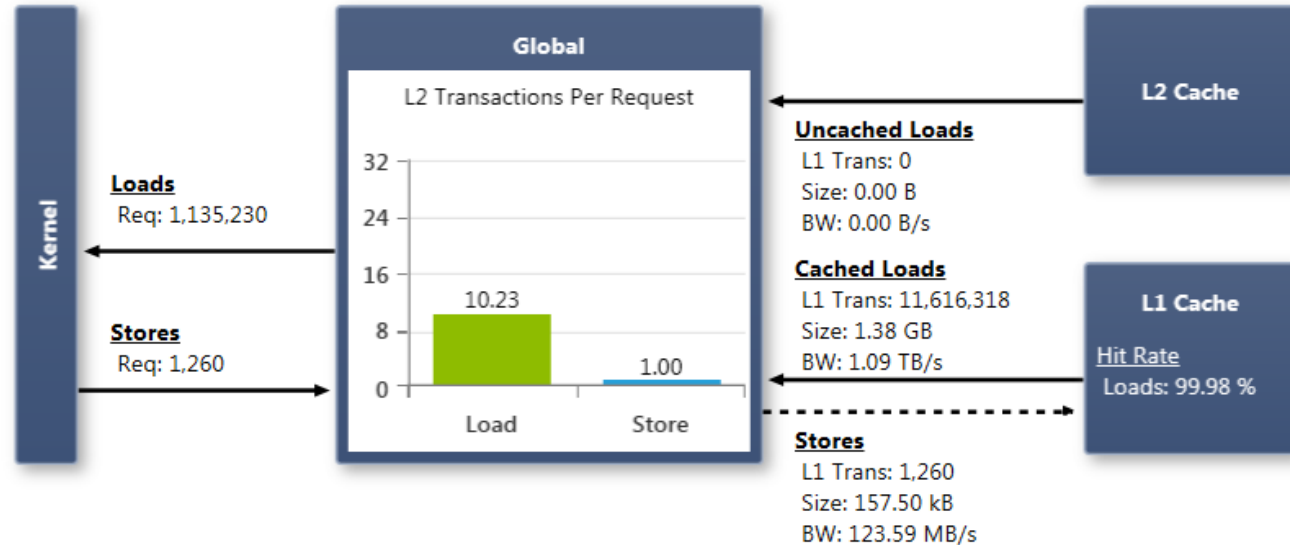 Kernel
Loads
Req: 1,135,230
Stores
Req: 1,260
Global
L2 Transactions Per Request
32
24
16
8
0
10.23
1.00
Load
Store
Uncached Loads
L1 Trans: 0
Size: 0.00 B
BW: 0.00 B/s
Cached Loads
L1 Trans: 11,616,318
Size: 1.38 GB
BW: 1.09 TB/s
Stores
L1 Trans: 1,260
Size: 157.50 kB
BW: 123.59 MB/s
L2 Cache
L1 Cache
Hit Rate
Loads: 99.98 %